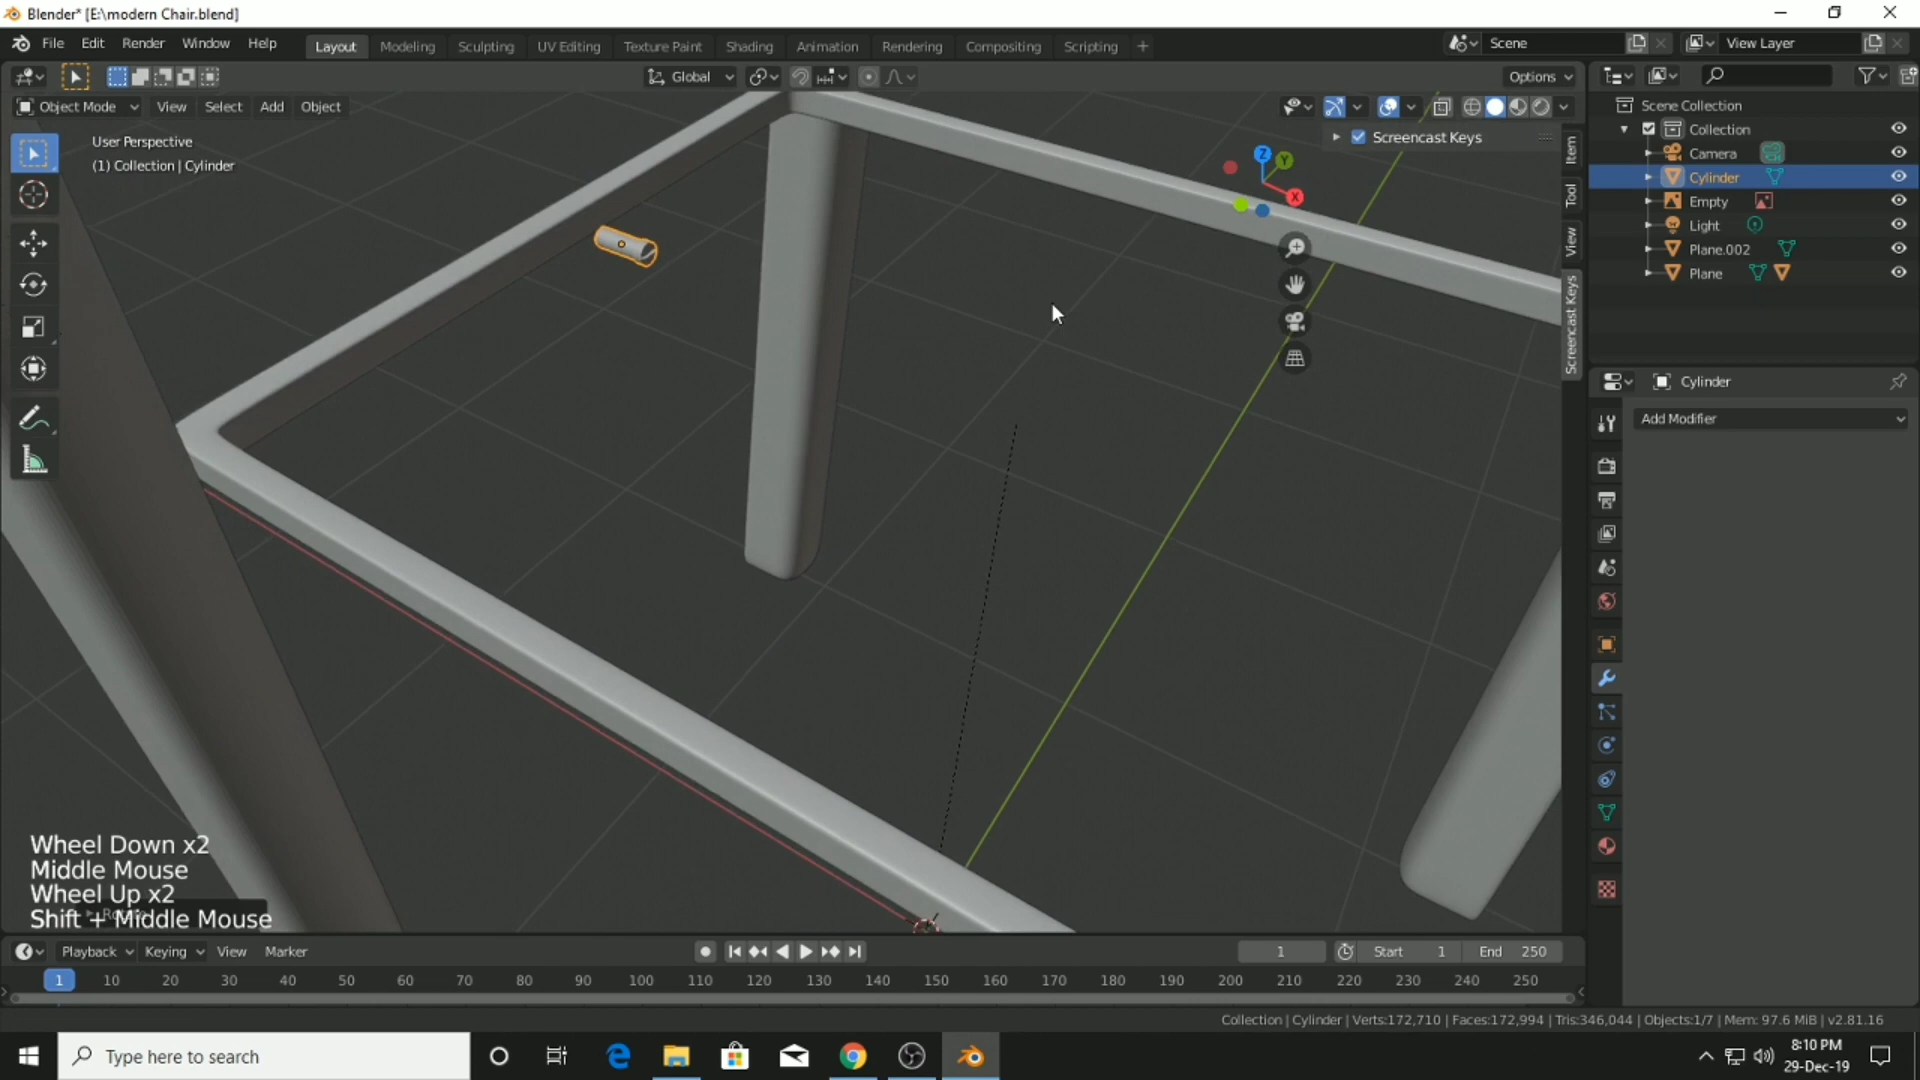 Blender* [E:\modern Chair.blend]
File Edit Render Window Help
Layout Modeling Sculpting UV Editing Texture Paint Shading Animation Rendering Compositing Scripting +
Scene
View Layer
Global
Options
Object Mode View Select Add Object
User Perspective
(1) Collection | Cylinder
Screencast Keys
Z
Y
X
Item
Tool
View
Screencast Keys
Scene Collection
Collection
Camera
Cylinder
Empty
Light
Plane.002
Plane
Cylinder
Add Modifier
Wheel Down x2
Middle Mouse
Wheel Up x2
Shift + Middle Mouse
Playback Keying View Marker
1
Start 1
End 250
1 10 20 30 40 50 60 70 80 90 100 110 120 130 140 150 160 170 180 190 200 210 220 230 240 250
Collection | Cylinder | Verts:172,710 | Faces:172,994 | Tris:346,044 | Objects:1/7 | Mem: 97.6 MiB | v2.81.16
Type here to search
8:10 PM
29-Dec-19